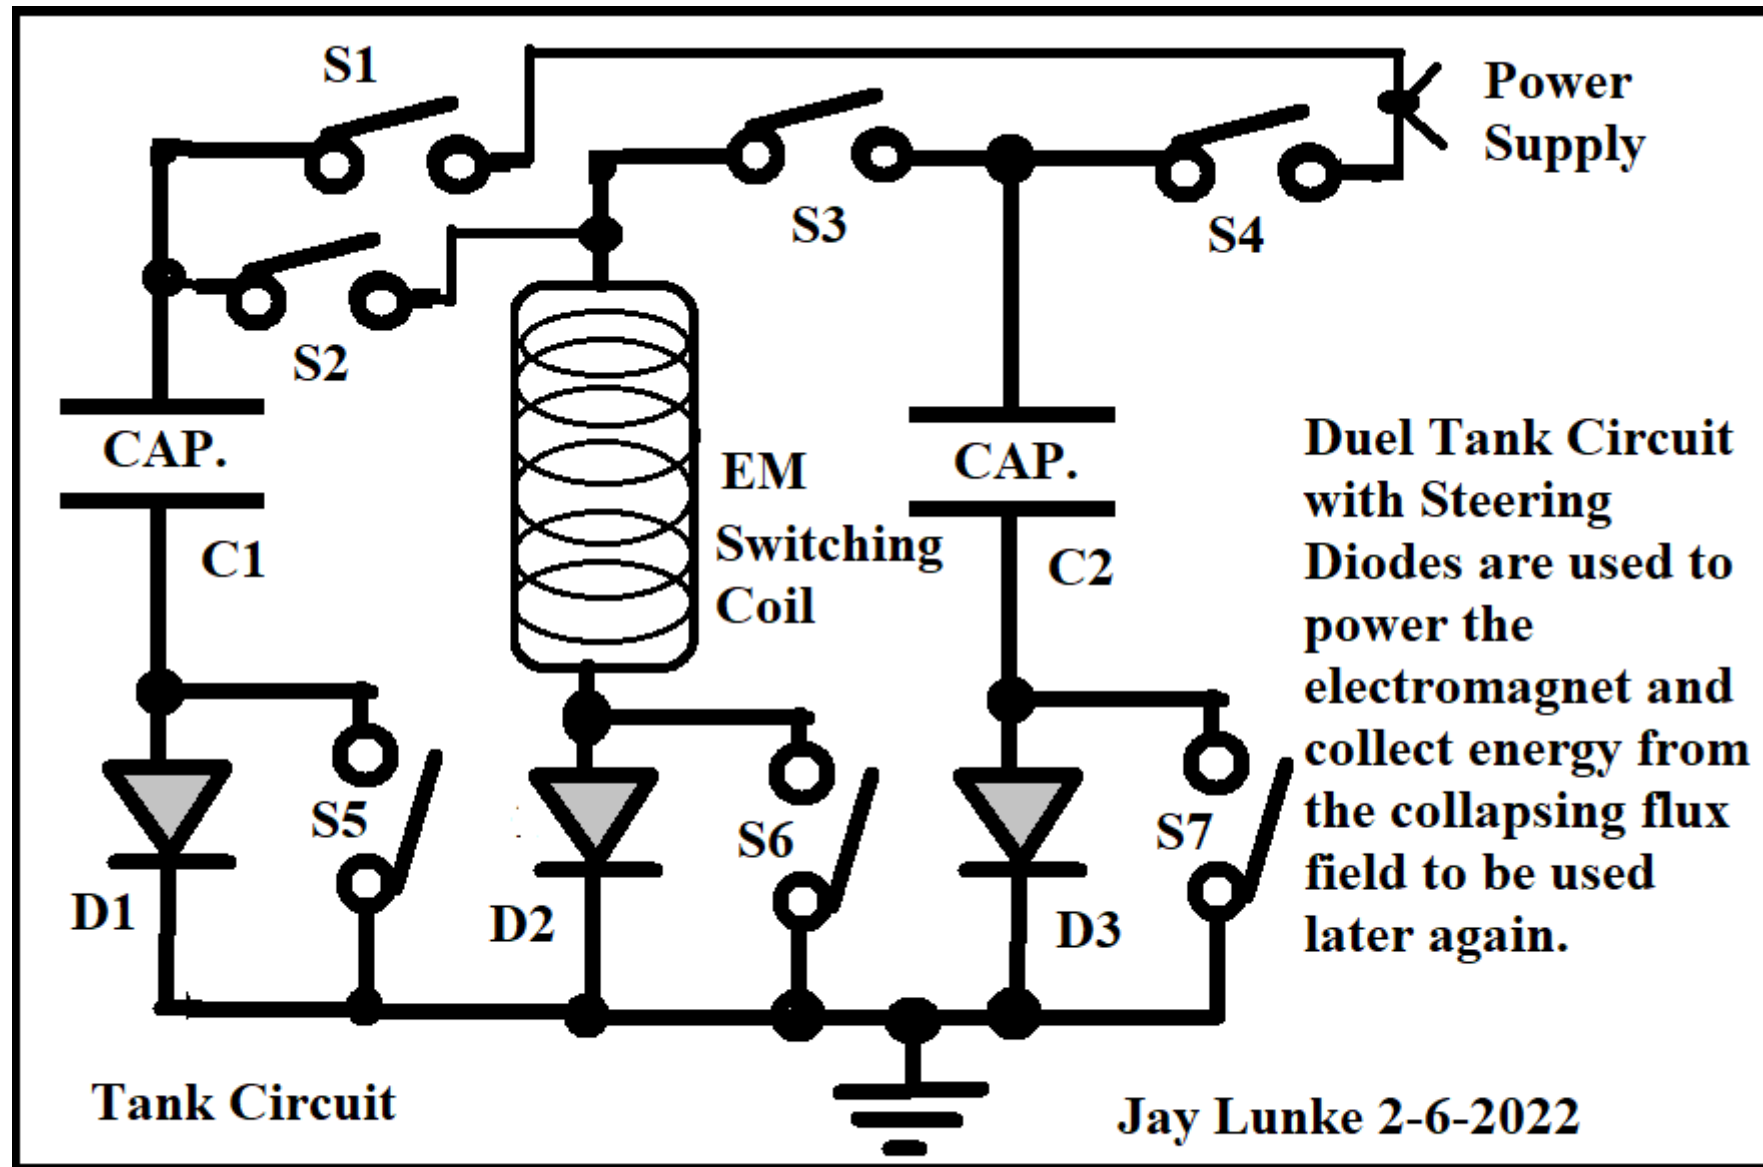 S1
Power
Supply
S3
S4
S2
CAP.
C1
EM
Switching
Coil
CAP.
C2
Duel Tank Circuit
with Steering
Diodes are used to
power the
electromagnet and
collect energy from
the collapsing flux
field to be used
later again.
S5
D1
S6
D2
S7
D3
Tank Circuit
Jay Lunke 2-6-2022